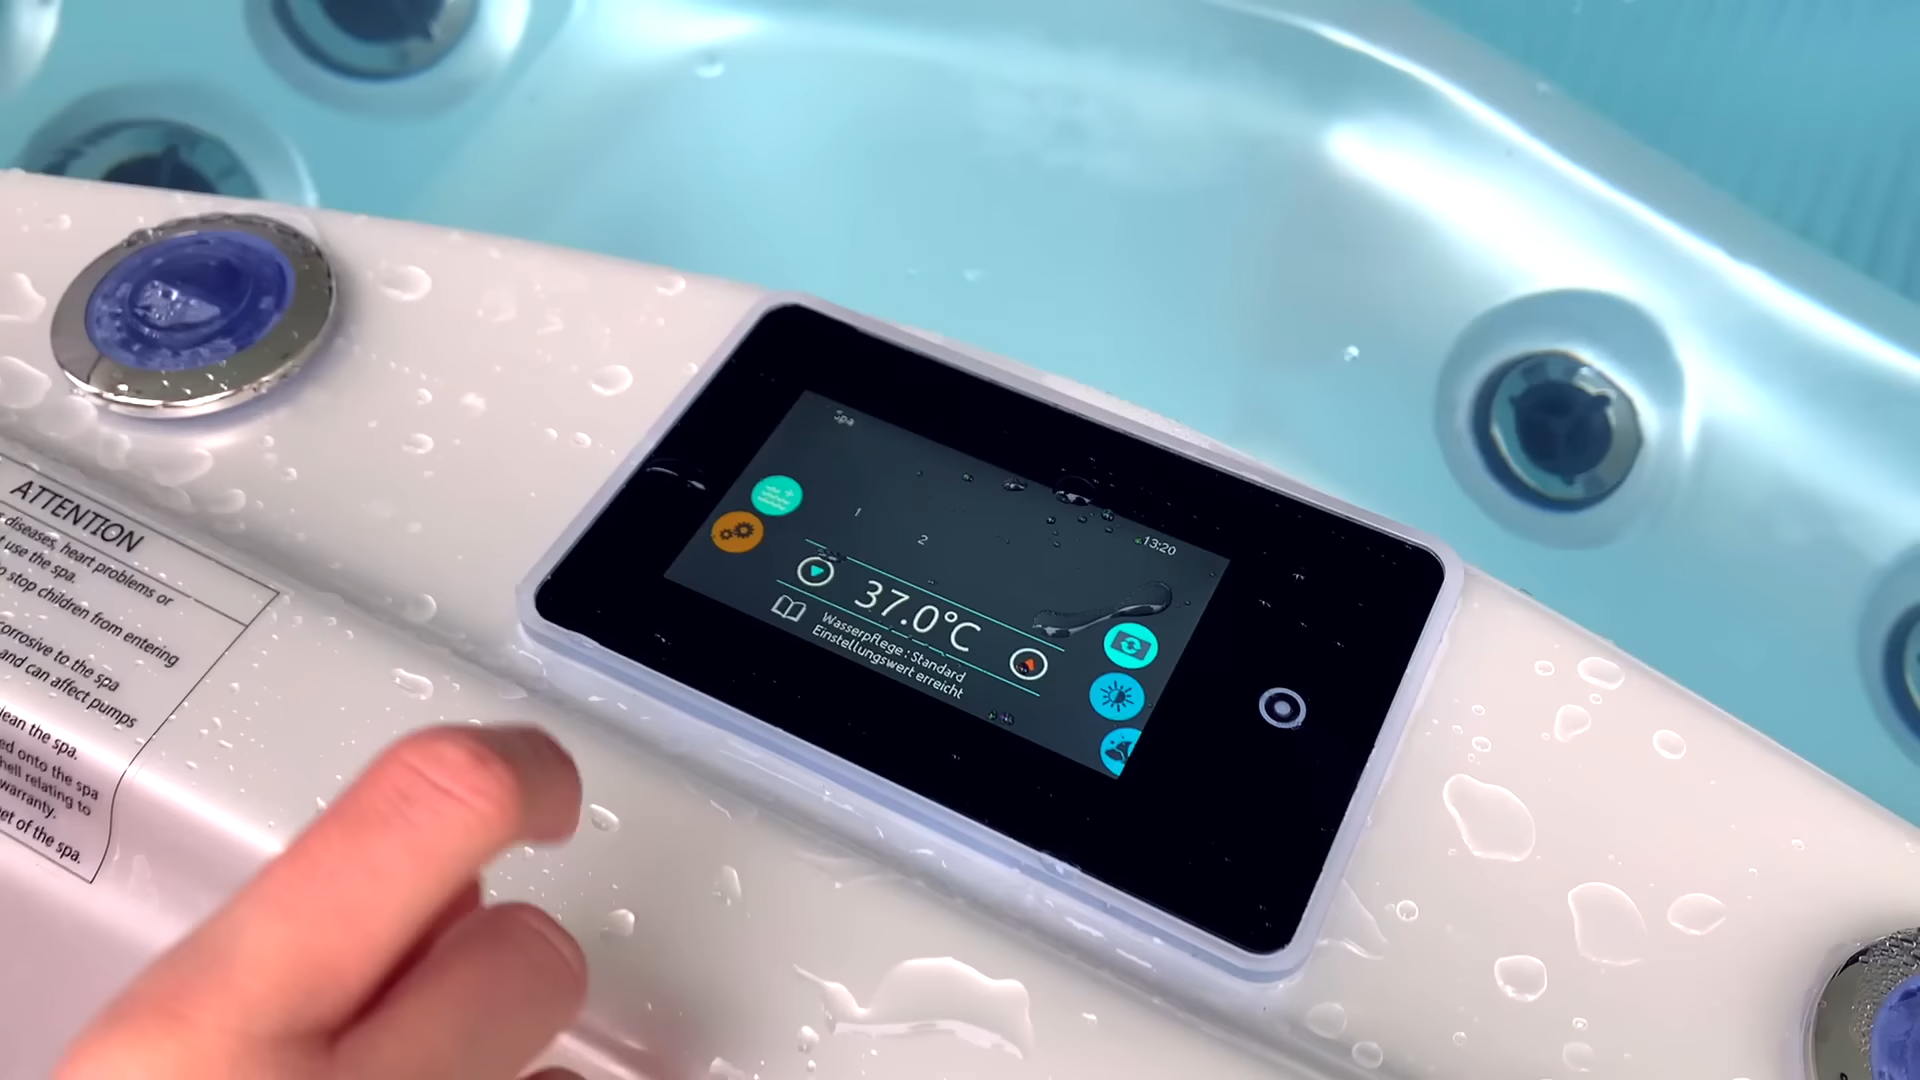 Spa
13:20
1
2
37.0°C
Wasserpflege : Standard
Einstellungswert erreicht
ATTENTION
diseases, heart problems or
t use the spa.
o stop children from entering
corrosive to the spa
and can affect pumps
lean the spa.
ed onto the spa
hell relating to
warranty.
et of the spa.